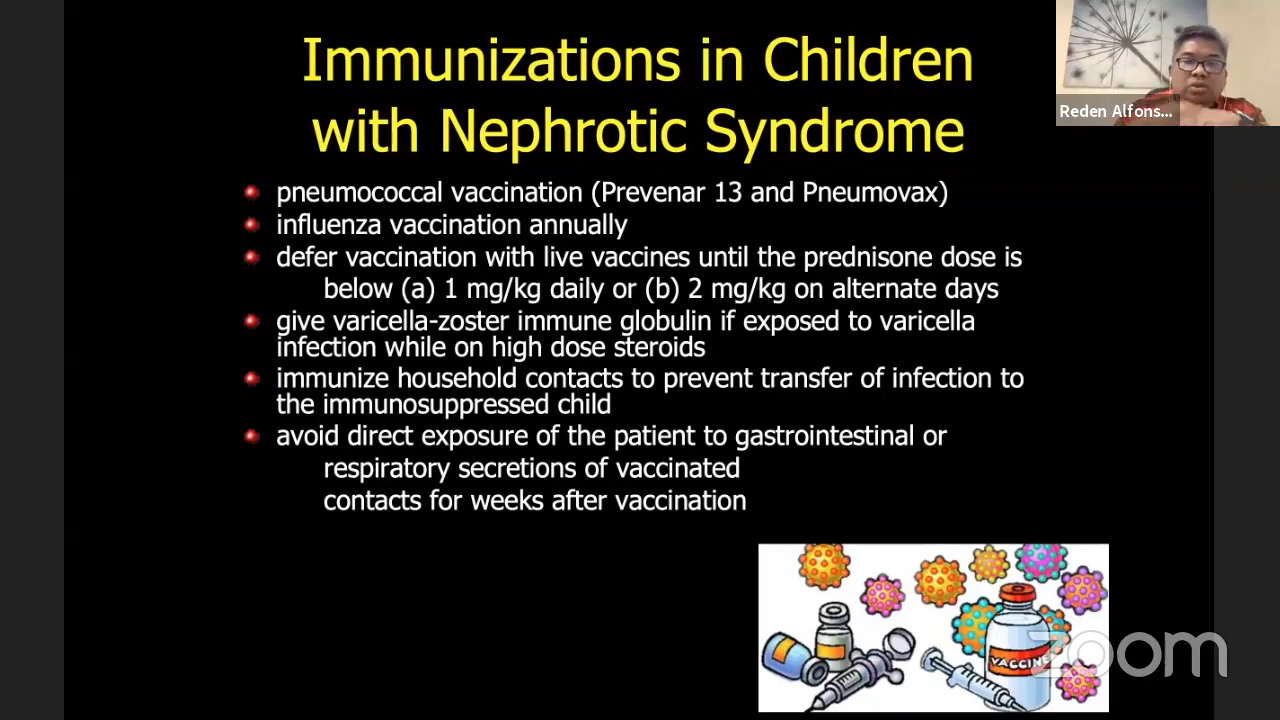 Immunizations in Children
with Nephrotic Syndrome
pneumococcal vaccination (Prevenar 13 and Pneumovax)
influenza vaccination annually
defer vaccination with live vaccines until the prednisone dose is
below (a) 1 mg/kg daily or (b) 2 mg/kg on alternate days
give varicella-zoster immune globulin if exposed to varicella
infection while on high dose steroids
immunize household contacts to prevent transfer of infection to
the immunosuppressed child
avoid direct exposure of the patient to gastrointestinal or
respiratory secretions of vaccinated
contacts for weeks after vaccination
Reden Alfons...
VACCINE
zoom